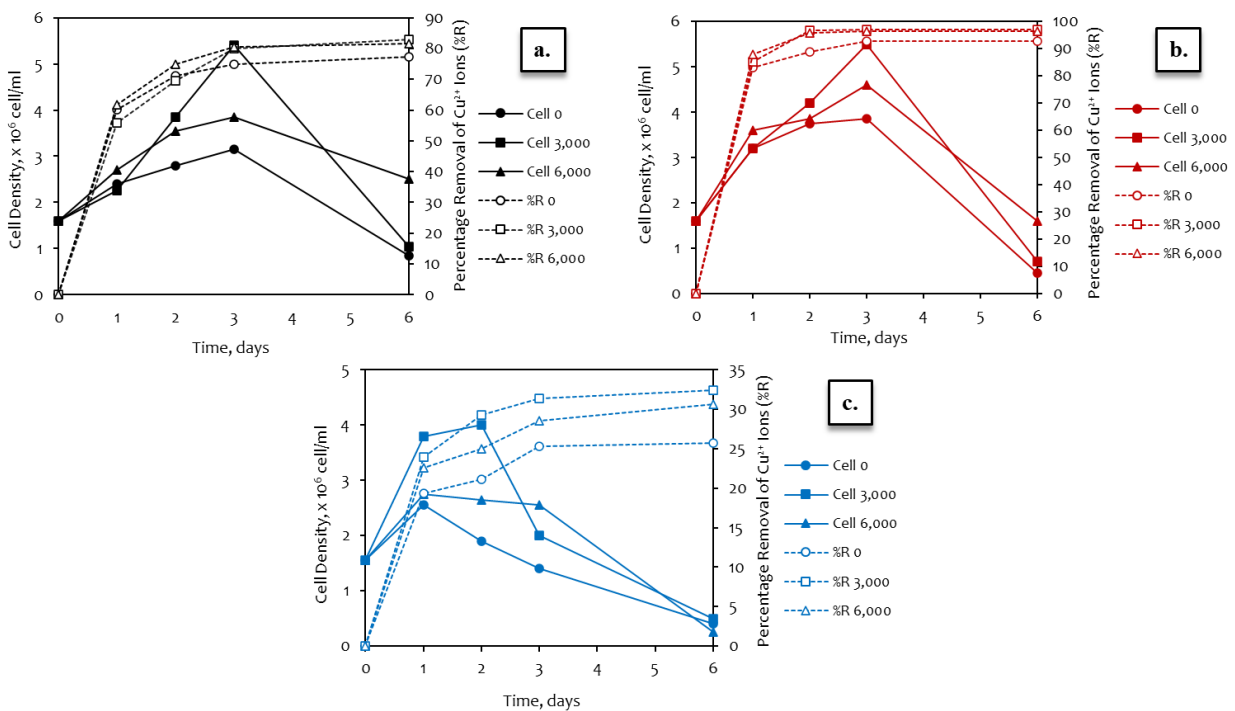 6
5
4
3
2
1
0
Cell Density, x 10⁶ cell/ml
90
80
70
60
50
40
30
20
10
0
Percentage Removal of Cu²⁺ Ions (%R)
0 1 2 3 4 5 6
Time, days
a.
Cell 0
Cell 3,000
Cell 6,000
%R 0
%R 3,000
%R 6,000
6
5
4
3
2
1
0
Cell Density, x 10⁶ cell/ml
100
90
80
70
60
50
40
30
20
10
0
Percentage Removal of Cu²⁺ Ions (%R)
0 1 2 3 4 5 6
Time, days
b.
Cell 0
Cell 3,000
Cell 6,000
%R 0
%R 3,000
%R 6,000
5
4
3
2
1
0
Cell Density, x 10⁶ cell/ml
35
30
25
20
15
10
5
0
Percentage Removal of Cu²⁺ Ions (%R)
0 1 2 3 4 5 6
Time, days
c.
Cell 0
Cell 3,000
Cell 6,000
%R 0
%R 3,000
%R 6,000